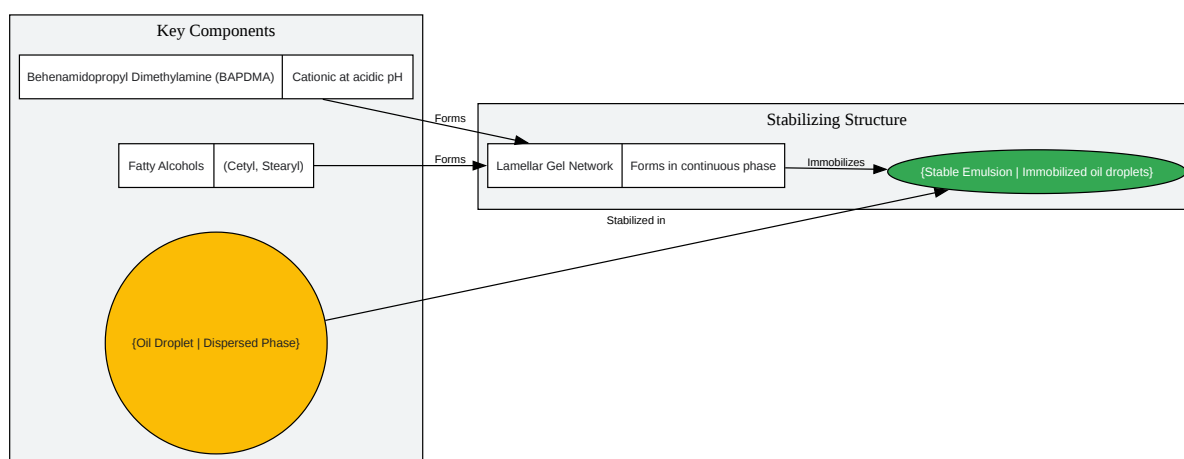 Key Components
Behenamidopropyl Dimethylamine (BAPDMA)
Cationic at acidic pH
Forms
Stabilizing Structure
Fatty Alcohols
(Cetyl, Stearyl)
Forms
Lamellar Gel Network
Forms in continuous phase
Immobilizes
{Stable Emulsion | Immobilized oil droplets}
Stabilized in
{Oil Droplet | Dispersed Phase}